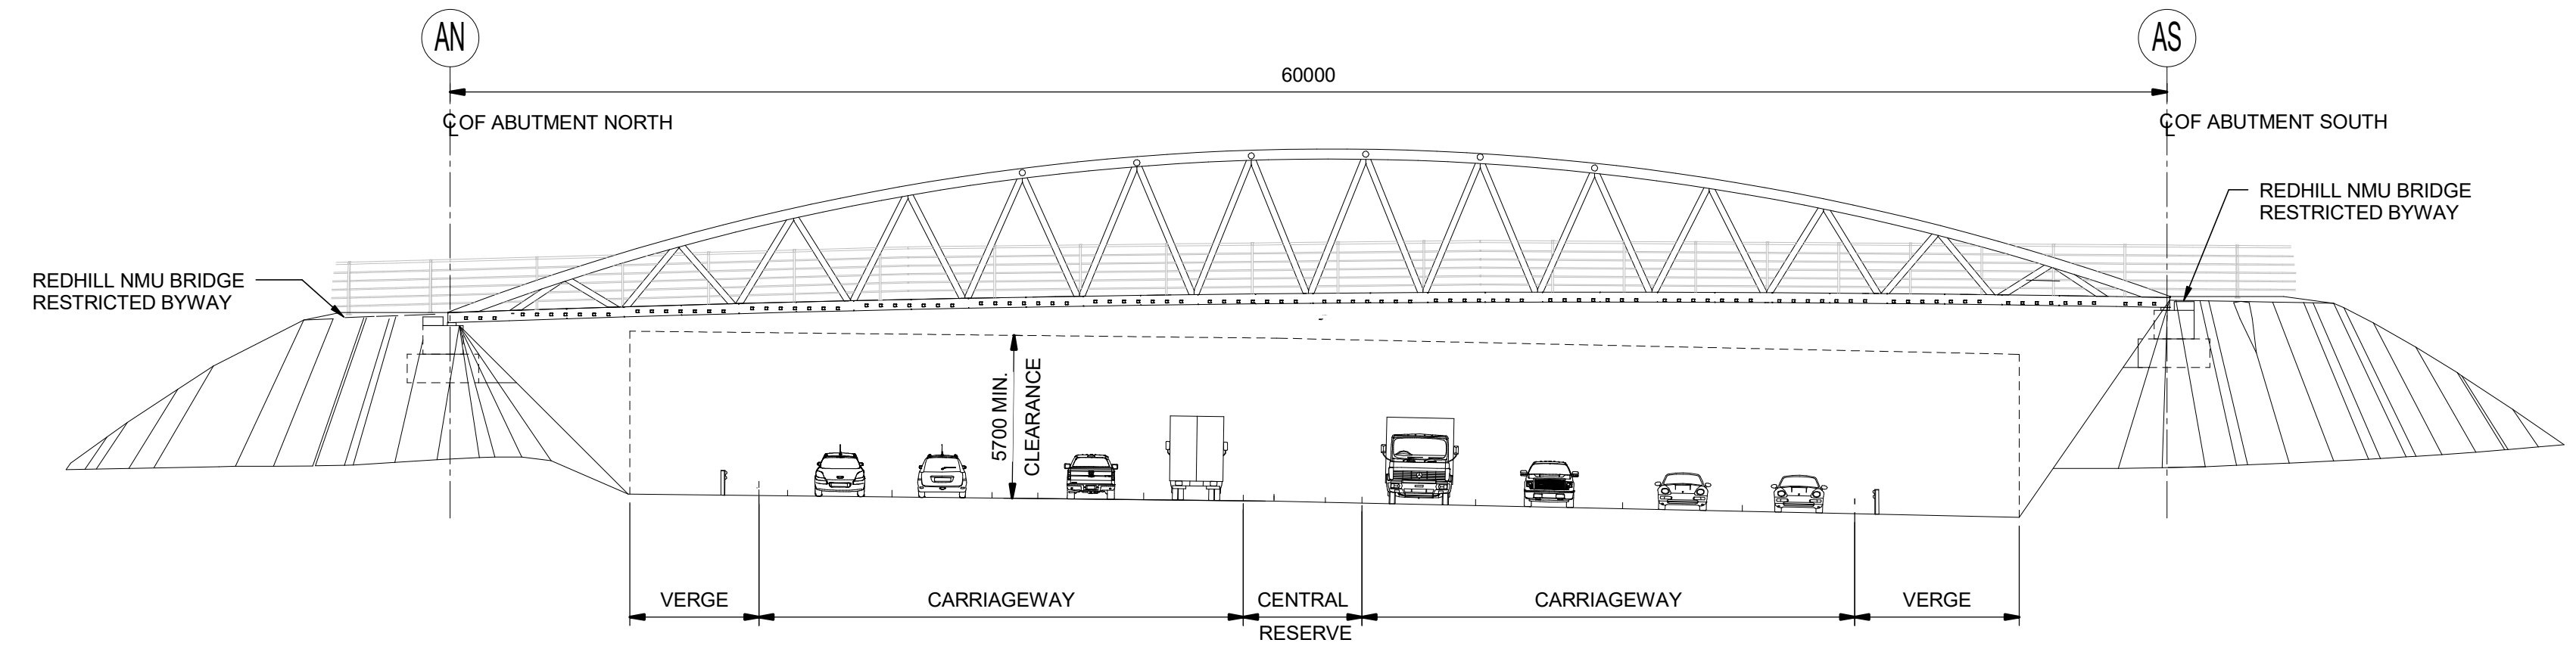 AN
AS
60000
℄ OF ABUTMENT NORTH
℄ OF ABUTMENT SOUTH
REDHILL NMU BRIDGE
RESTRICTED BYWAY
REDHILL NMU BRIDGE
RESTRICTED BYWAY
5700 MIN.
CLEARANCE
VERGE
CARRIAGEWAY
CENTRAL
RESERVE
CARRIAGEWAY
VERGE